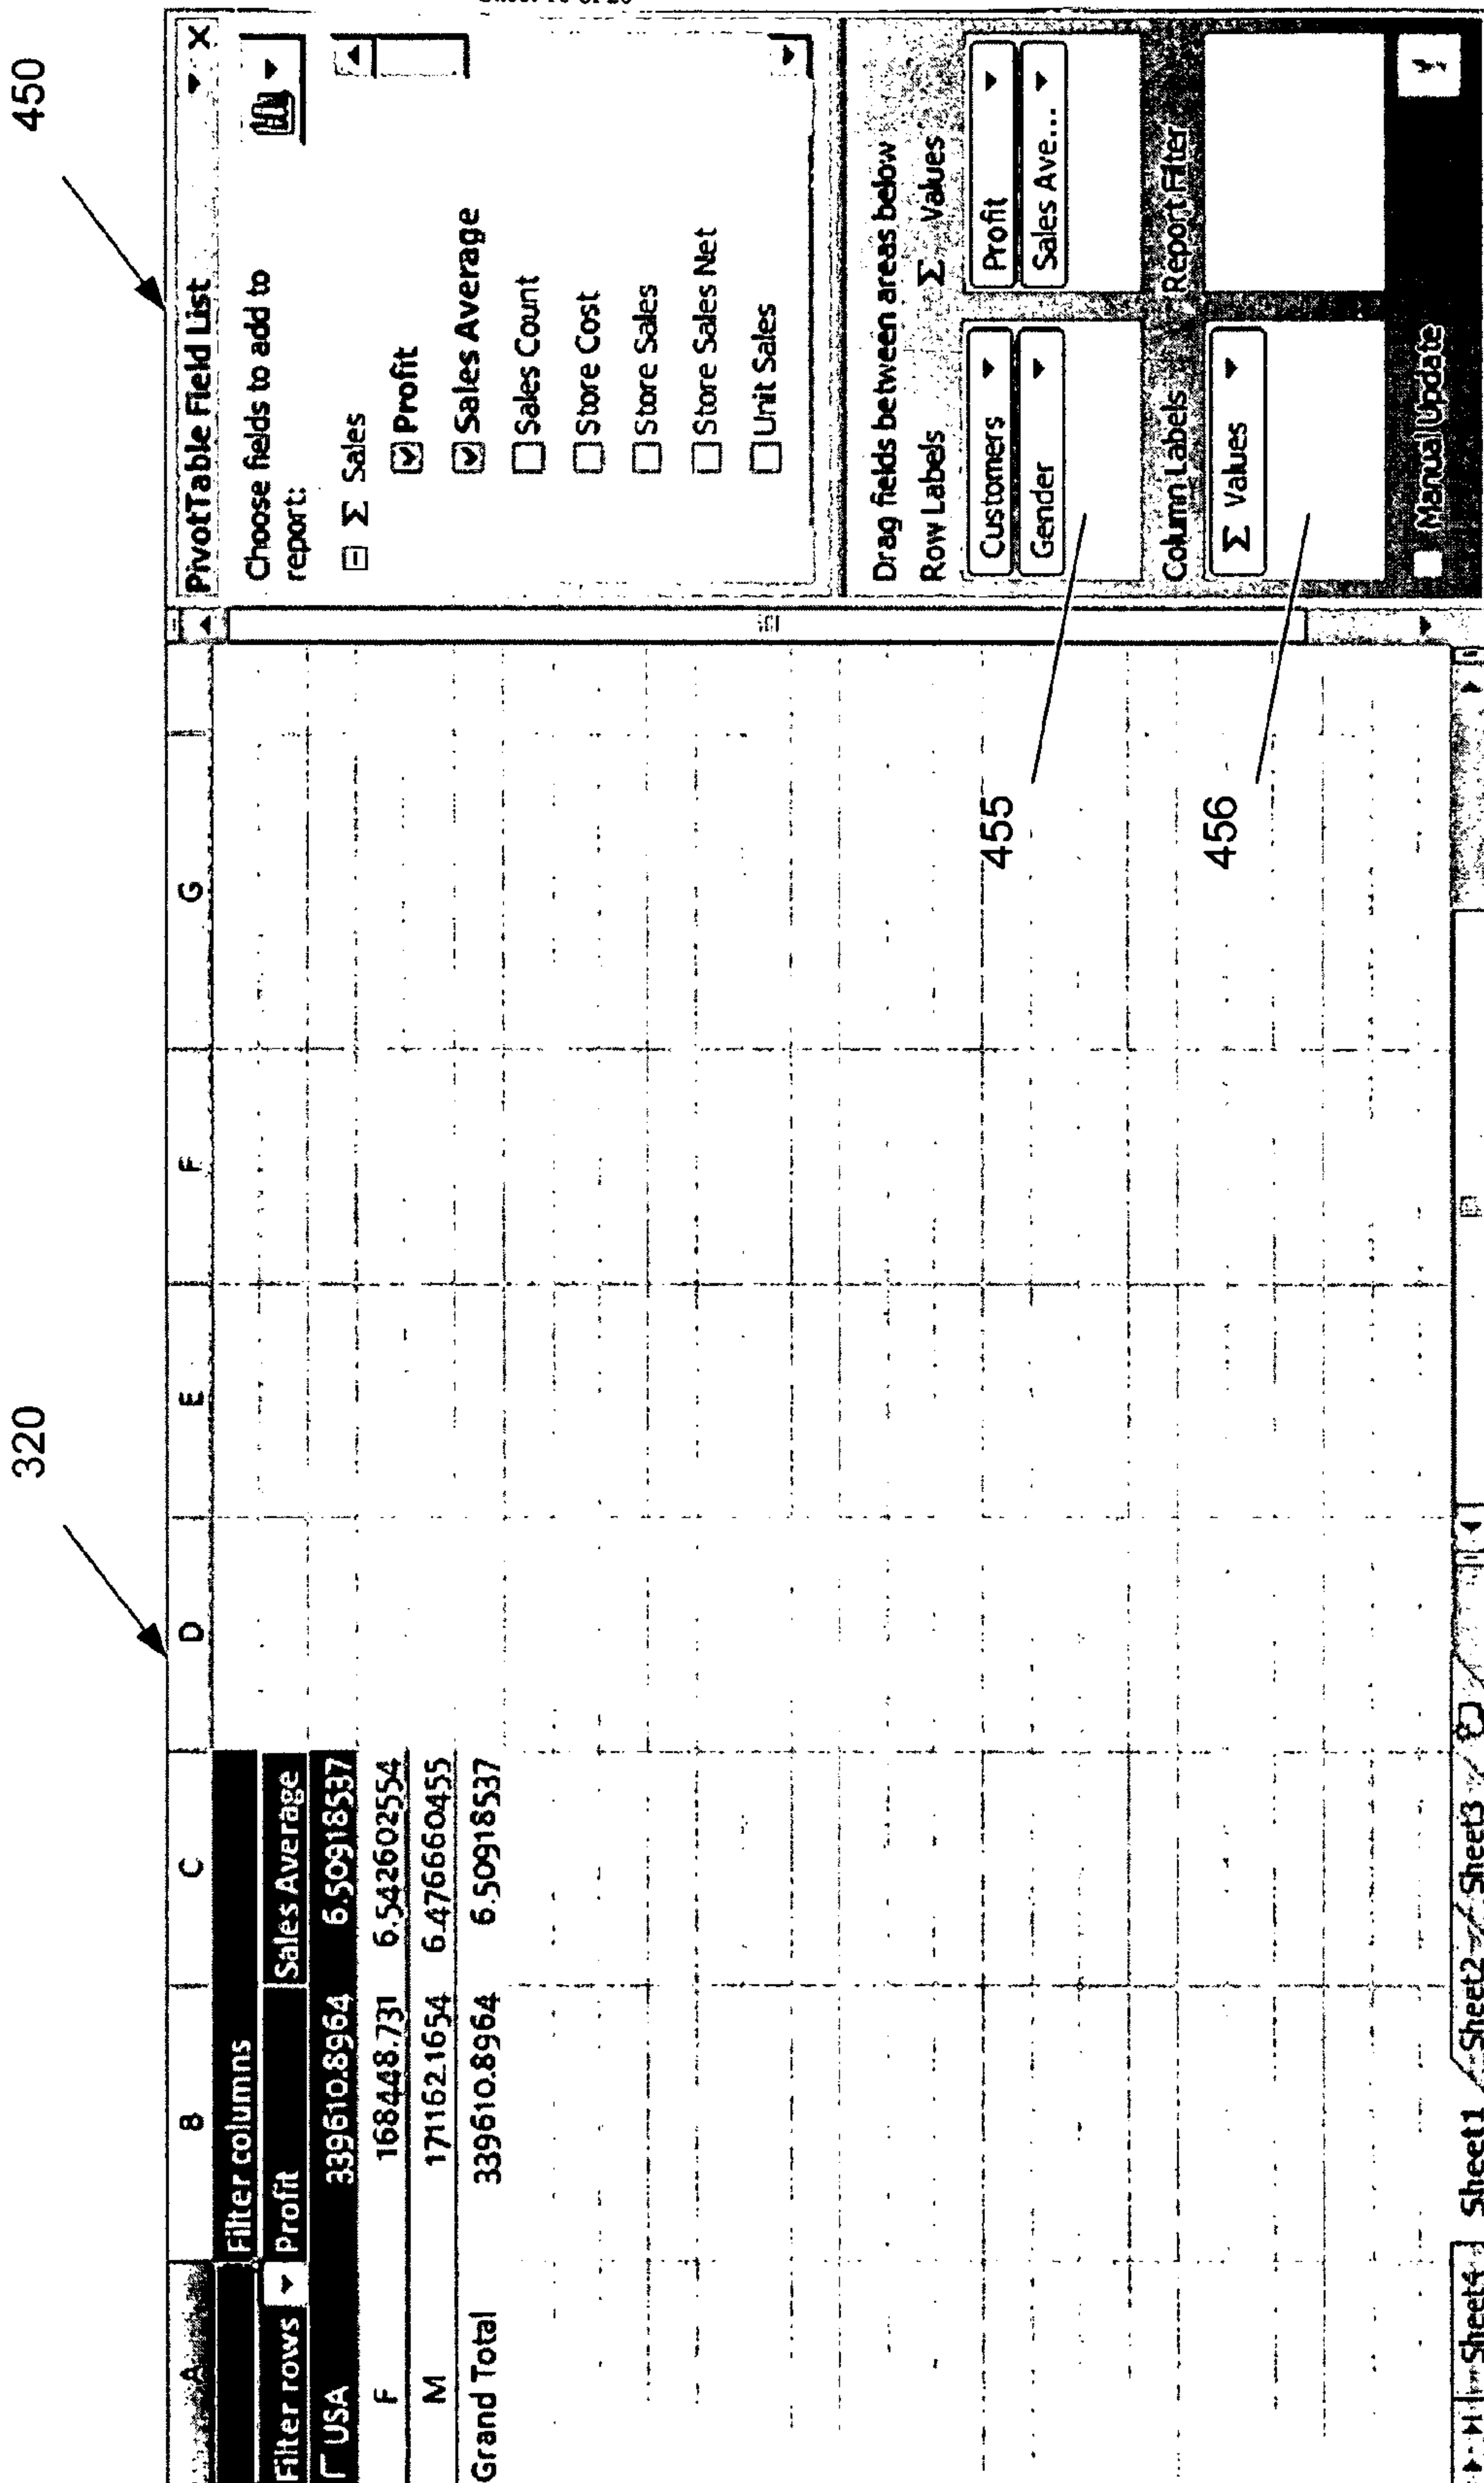 320
450
A B C D E F G
Filter columns
Filter rows Profit Sales Average
USA 339610.8964 6.50918537
F 168448.731 6.542602554
M 171162.1654 6.476660455
Grand Total 339610.8964 6.50918537
Sheet4 Sheet1 Sheet2 Sheet3
PivotTable Field List
Choose fields to add to
report:
Σ Sales
Profit
Sales Average
Sales Count
Store Cost
Store Sales
Store Sales Net
Unit Sales
Drag fields between areas below
Row Labels Σ Values
Customers Profit
Gender Sales Ave...
455
Column Labels Report Filter
Σ Values
456
Manual Update